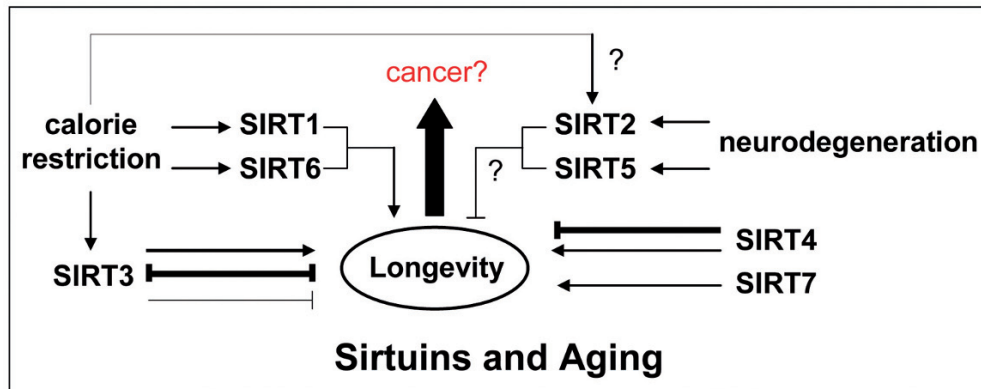 ?
cancer?
calorie
restriction
SIRT1
SIRT6
SIRT2
SIRT5
?
neurodegeneration
SIRT3
Longevity
SIRT4
SIRT7
Sirtuins and Aging